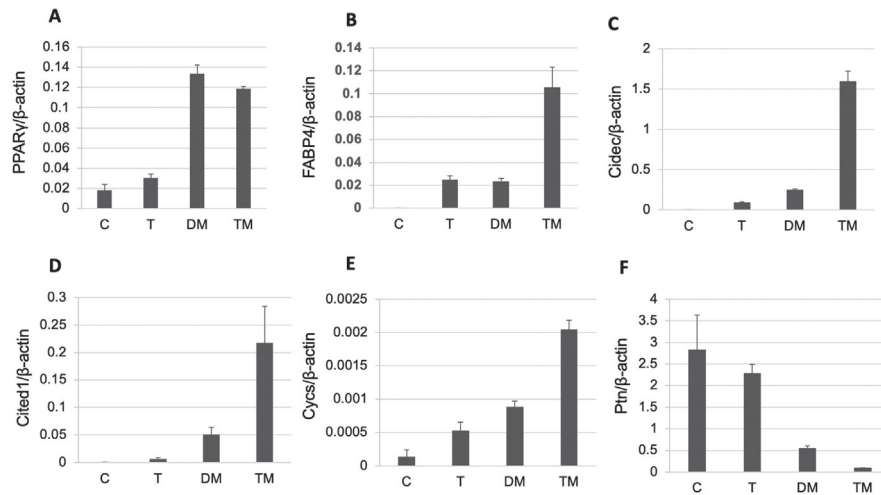 A
PPARγ/β-actin
0.16
0.14
0.12
0.1
0.08
0.06
0.04
0.02
0
C T DM TM
B
FABP4/β-actin
0.14
0.12
0.1
0.08
0.06
0.04
0.02
0
C T DM TM
C
Cidec/β-actin
2
1.5
1
0.5
0
C T DM TM
D
Cited1/β-actin
0.3
0.25
0.2
0.15
0.1
0.05
0
C T DM TM
E
Cycs/β-actin
0.0025
0.002
0.0015
0.001
0.0005
0
C T DM TM
F
Ptn/β-actin
4
3.5
3
2.5
2
1.5
1
0.5
0
C T DM TM